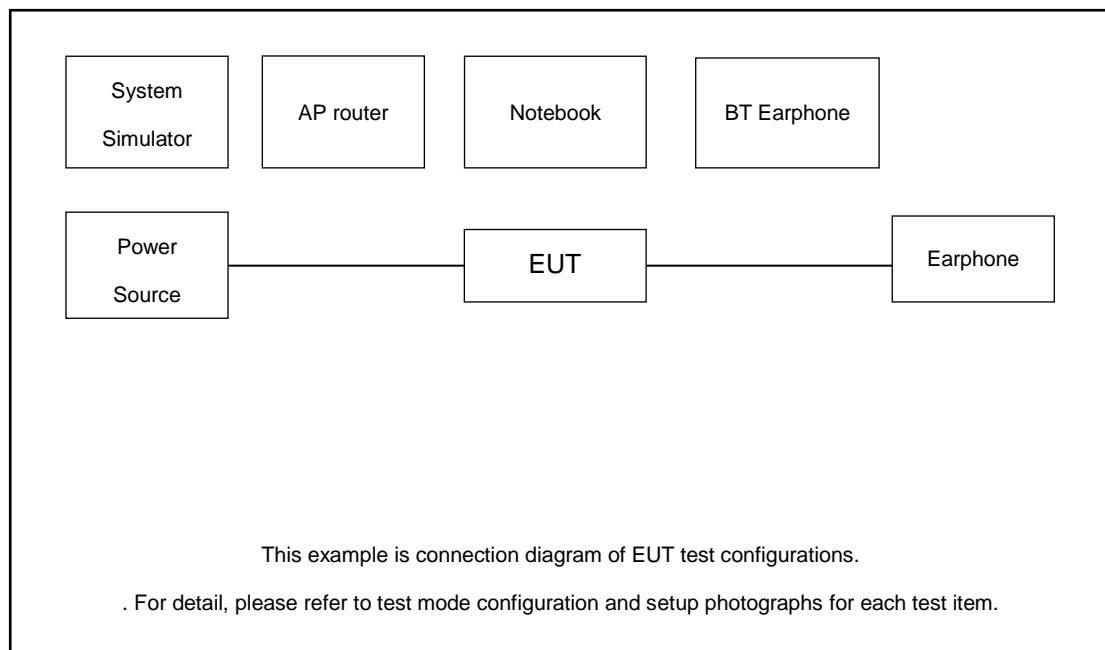 System
Simulator
AP router
Notebook
BT Earphone
Power
Source
EUT
Earphone
This example is connection diagram of EUT test configurations.
. For detail, please refer to test mode configuration and setup photographs for each test item.